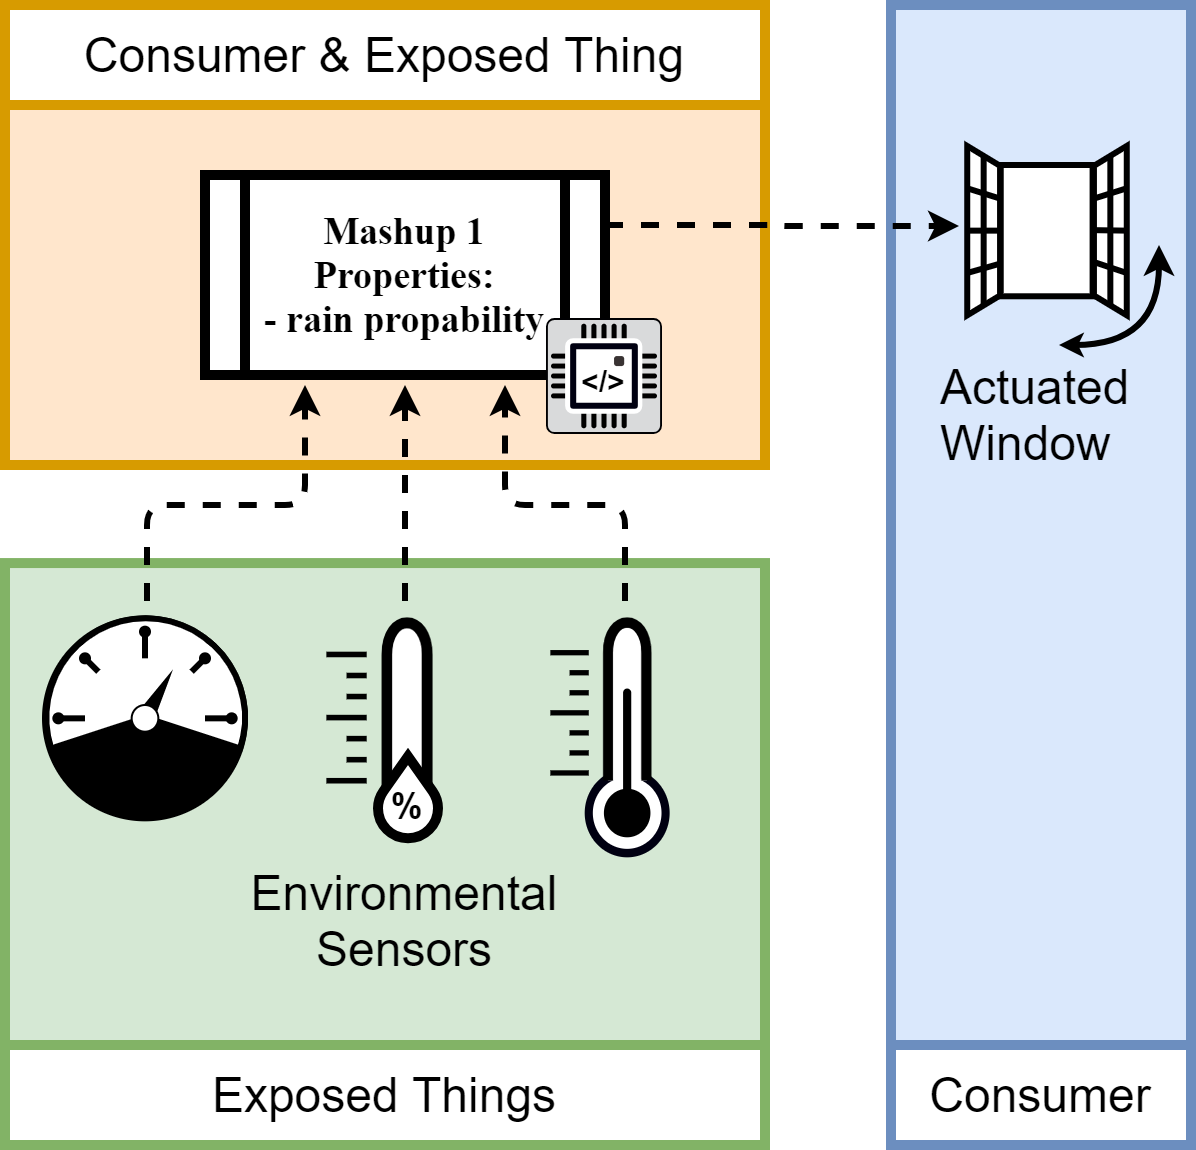 Consumer & Exposed Thing
Mashup 1
Properties:
- rain propability
</>
Actuated
Window
%
Environmental
Sensors
Exposed Things
Consumer